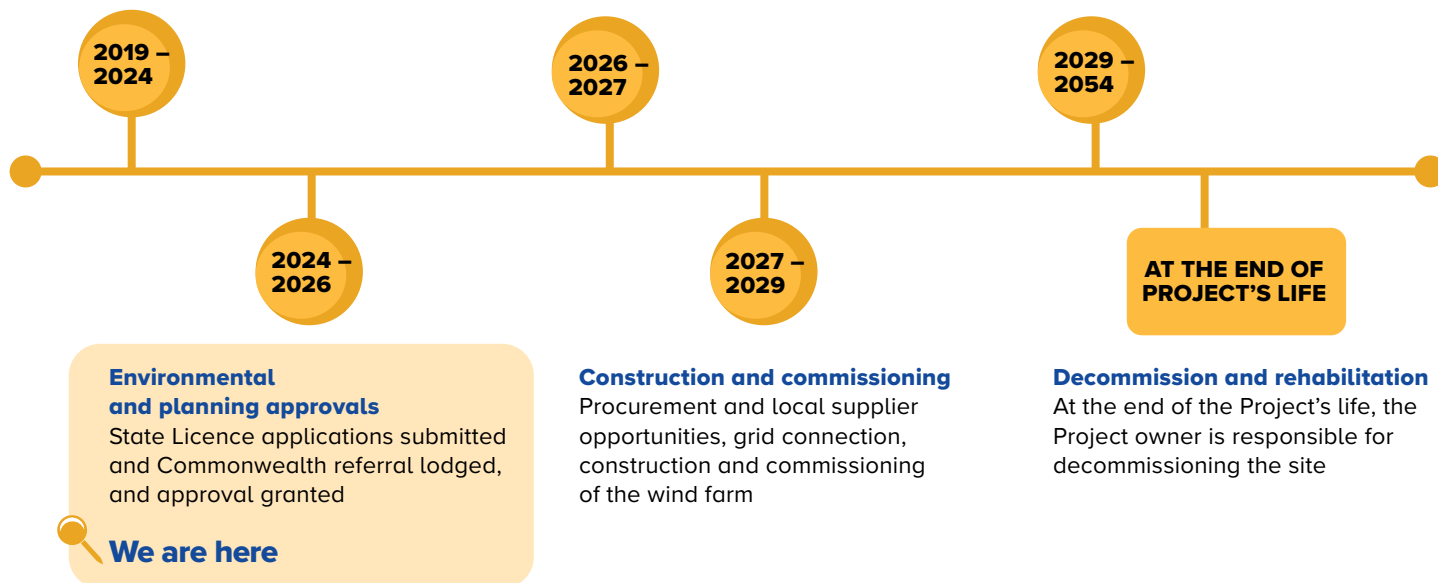 2019 –
2024
2026 –
2027
2029 –
2054
2024 –
2026
2027 –
2029
AT THE END OF
PROJECT’S LIFE
Environmental
and planning approvals
State Licence applications submitted
and Commonwealth referral lodged,
and approval granted
We are here
Construction and commissioning
Procurement and local supplier
opportunities, grid connection,
construction and commissioning
of the wind farm
Decommission and rehabilitation
At the end of the Project’s life, the
Project owner is responsible for
decommissioning the site